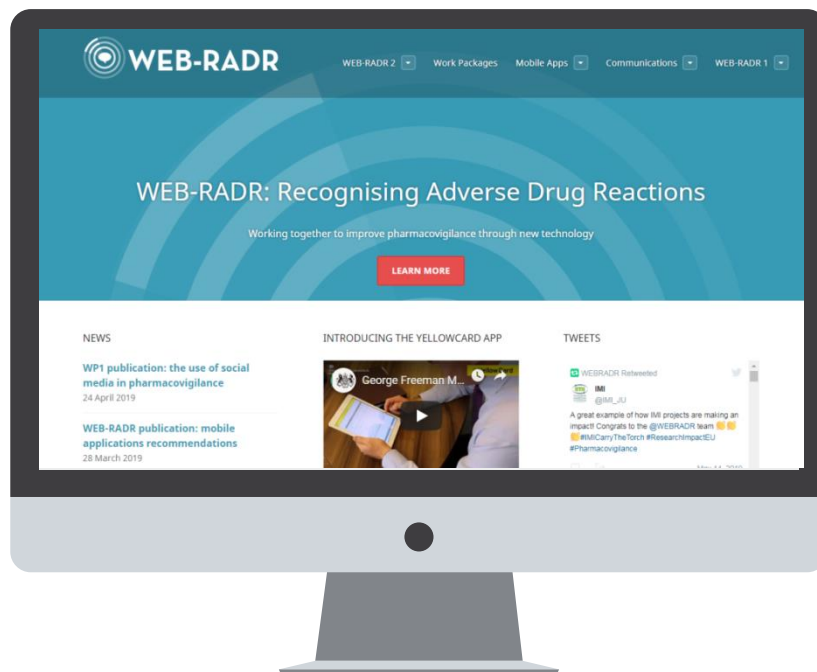 WEB-RADR
WEB-RADR 2
Work Packages
Mobile Apps
Communications
WEB-RADR 1
WEB-RADR: Recognising Adverse Drug Reactions
Working together to improve pharmacovigilance through new technology
LEARN MORE
NEWS
WP1 publication: the use of social
media in pharmacovigilance
24 April 2019
WEB-RADR publication: mobile
applications recommendations
28 March 2019
INTRODUCING THE YELLOWCARD APP
George Freeman M...
TWEETS
WEBRADR Retweeted
IMI
@IMI_JU
A great example of how IMI projects are making an
impact! Congrats to the @WEBRADR team 👏👏
👏#IMICarryTheTorch #ResearchImpactEU
#Pharmacovigilance